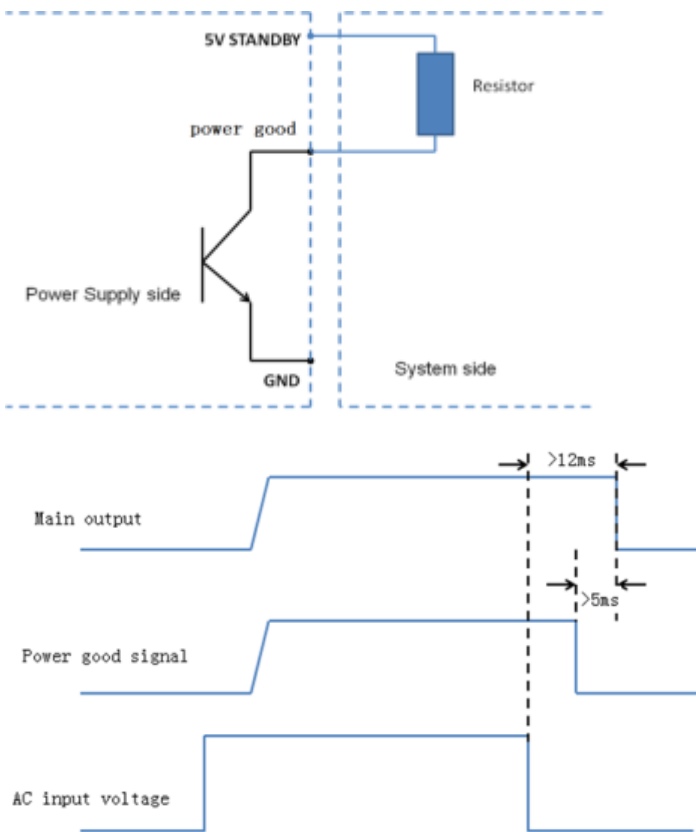 5V STANDBY
Resistor
power good
Power Supply side
System side
GND
>12ms
Main output
>5ms
Power good signal
AC input voltage